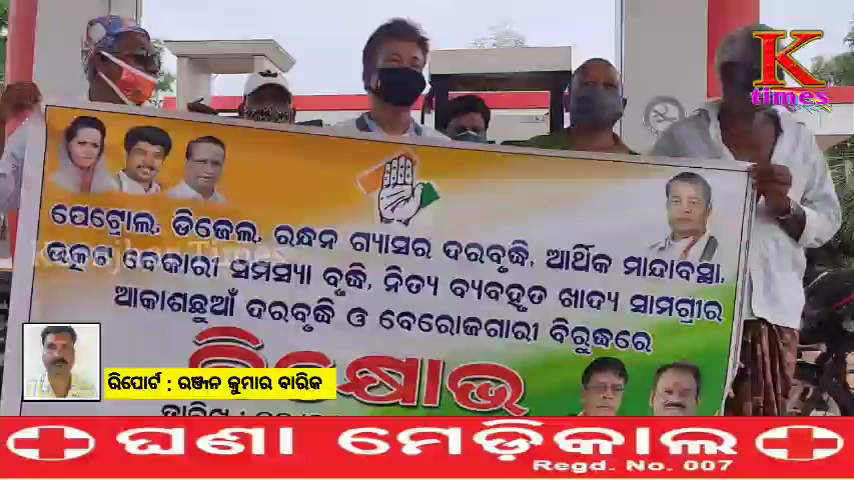 K
times
ପେଟ୍ରୋଲ, ଡିଜେଲ, ରନ୍ଧନ ଗ୍ୟାସର ଦରବୃଦ୍ଧି, ଆର୍ଥିକ ମାନ୍ଦାବସ୍ଥା,
ଉତ୍କଟ ବେକାରୀ ସମସ୍ୟା ବୃଦ୍ଧି, ନିତ୍ୟ ବ୍ୟବହୃତ ଖାଦ୍ୟ ସାମଗ୍ରୀର
ଆକାଶଛୁଆଁ ଦରବୃଦ୍ଧି ଓ ବେରୋଜଗାରୀ ବିରୁଦ୍ଧରେ
ବିକ୍ଷୋଭ
ରିପୋର୍ଟ : ରଞ୍ଜନ କୁମାର ବାରିକ
ଘଣା ମେଡ଼ିକାଲ
Regd. No. 007